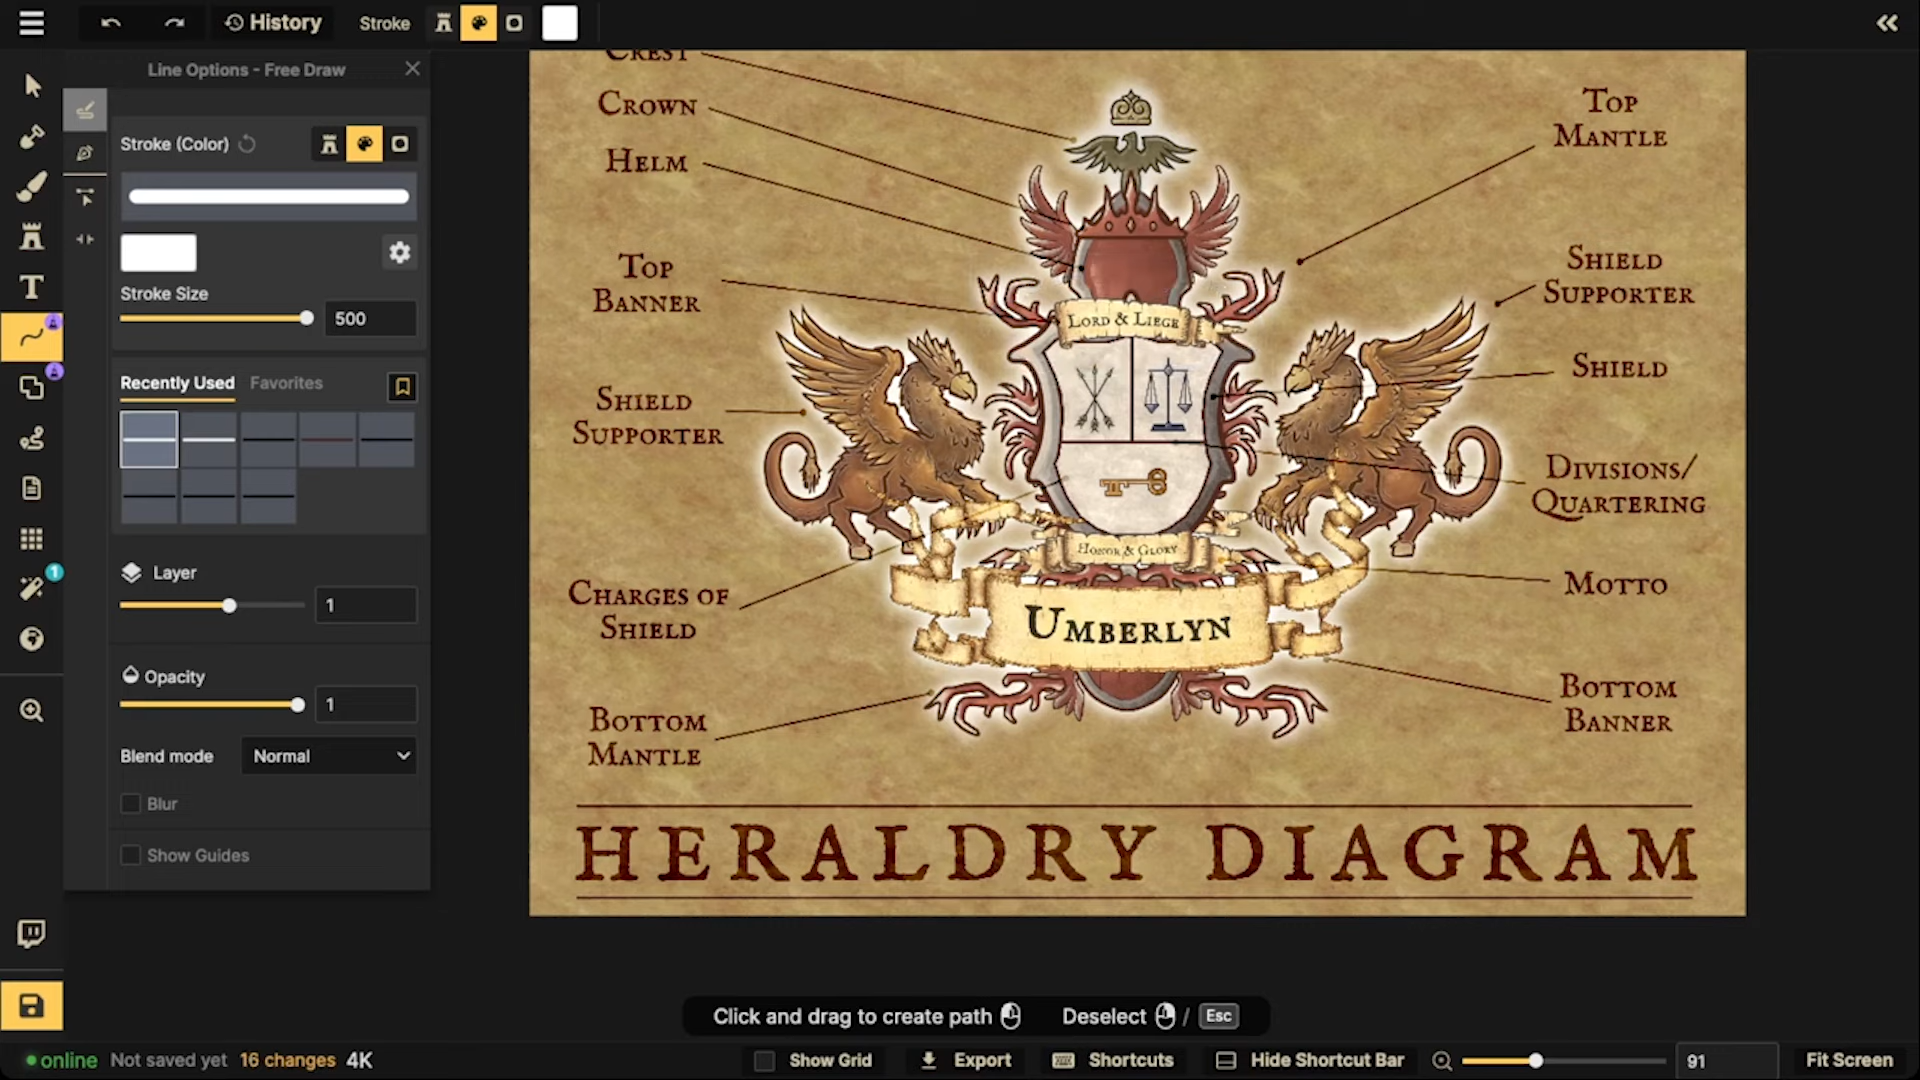 History
Stroke
Line Options - Free Draw
Stroke (Color)
Stroke Size
500
Recently Used
Favorites
Layer
1
Opacity
1
Blend mode
Normal
Blur
Show Guides
1
CREST
CROWN
HELM
TOP
BANNER
SHIELD
SUPPORTER
CHARGES OF
SHIELD
BOTTOM
MANTLE
TOP
MANTLE
SHIELD
SUPPORTER
SHIELD
DIVISIONS/
QUARTERING
MOTTO
BOTTOM
BANNER
LORD & LIEGE
HONOR & GLORY
UMBERLYN
HERALDRY DIAGRAM
Click and drag to create path
Deselect / Esc
online Not saved yet 16 changes 4K
Show Grid
Export
Shortcuts
Hide Shortcut Bar
91
Fit Screen